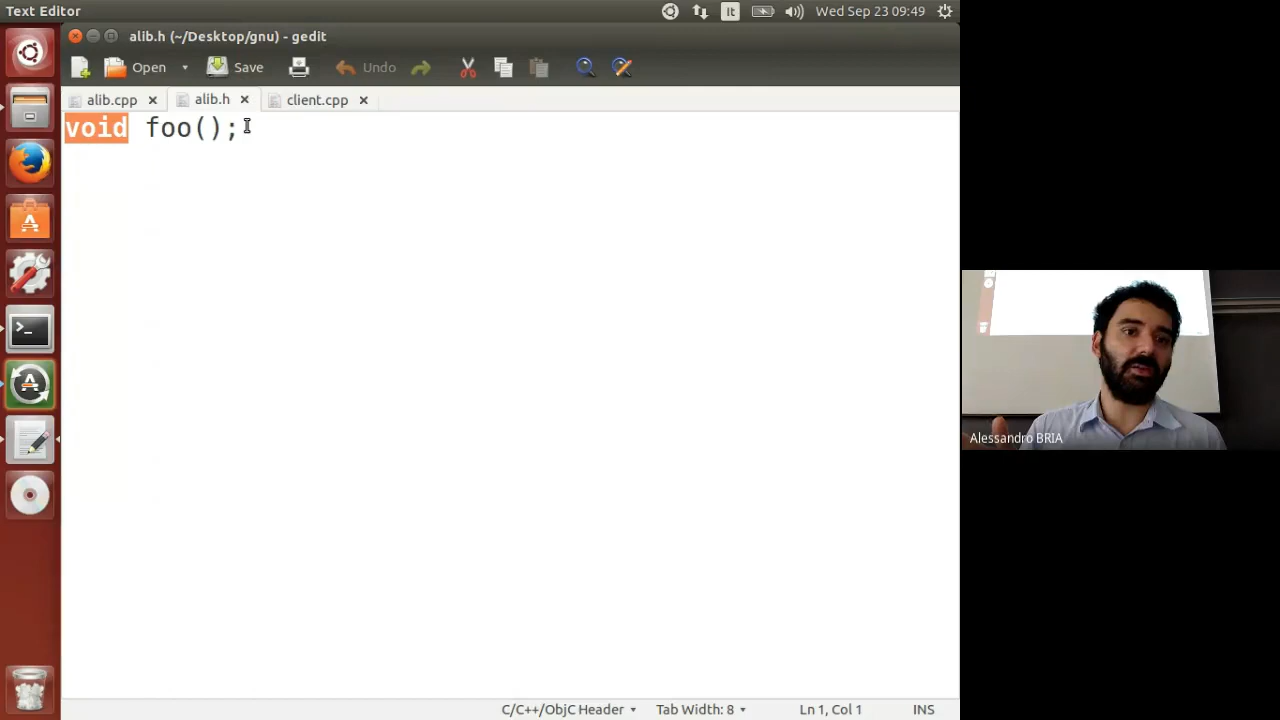 Text Editor
It
Wed Sep 23 09:49
alib.h (~/Desktop/gnu) - gedit
Open
Save
Undo
alib.cpp
alib.h
client.cpp
void foo();
Alessandro BRIA
C/C++/ObjC Header
Tab Width: 8
Ln 1, Col 1
INS